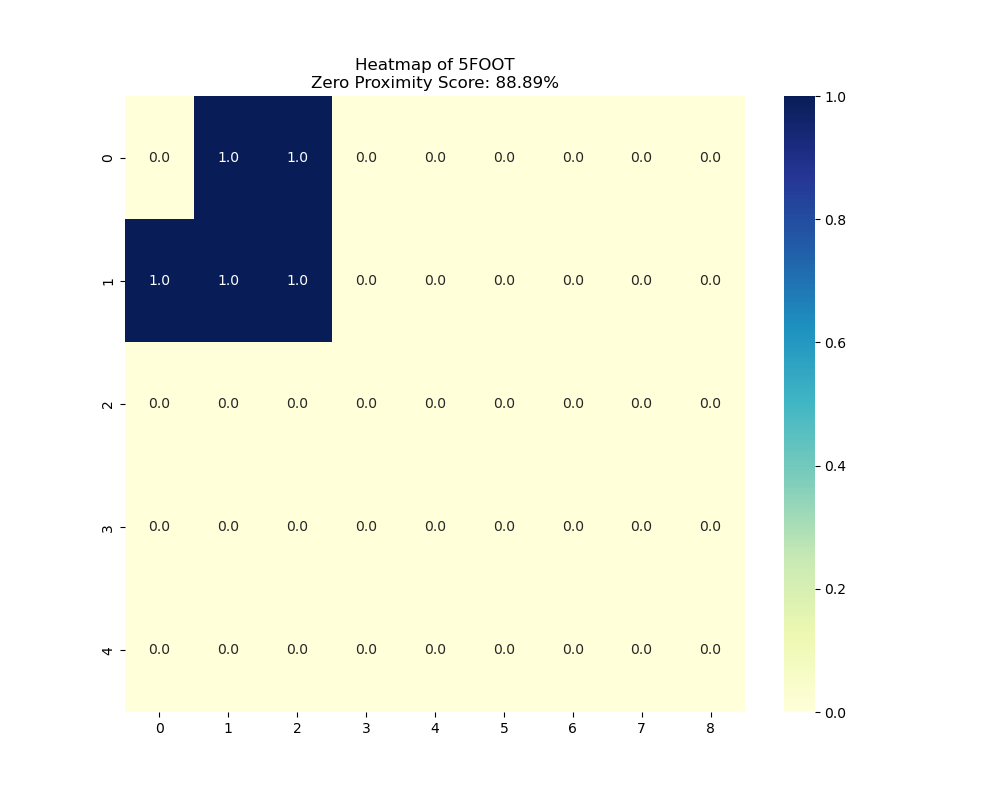 Heatmap of 5FOOT
Zero Proximity Score: 88.89%
0 0.0 1.0 1.0 0.0 0.0 0.0 0.0 0.0 0.0
1 1.0 1.0 1.0 0.0 0.0 0.0 0.0 0.0 0.0
2 0.0 0.0 0.0 0.0 0.0 0.0 0.0 0.0 0.0
3 0.0 0.0 0.0 0.0 0.0 0.0 0.0 0.0 0.0
4 0.0 0.0 0.0 0.0 0.0 0.0 0.0 0.0 0.0
0 1 2 3 4 5 6 7 8
1.0
0.8
0.6
0.4
0.2
0.0